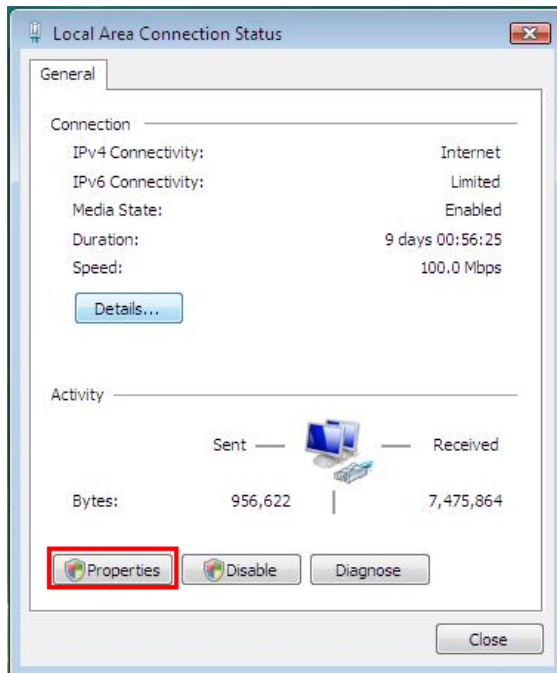 Local Area Connection Status
General
Connection
IPv4 Connectivity: Internet
IPv6 Connectivity: Limited
Media State: Enabled
Duration: 9 days 00:56:25
Speed: 100.0 Mbps
Details...
Activity
Sent Received
Bytes: 956,622 7,475,864
Properties Disable Diagnose
Close